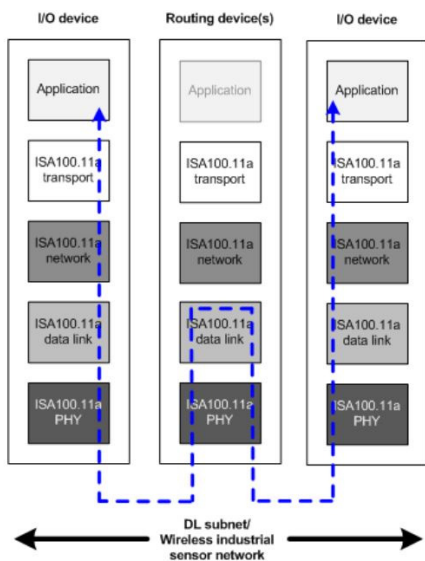 I/O device
Routing device(s)
I/O device
Application
Application
Application
ISA100.11a
transport
ISA100.11a
transport
ISA100.11a
transport
ISA100.11a
network
ISA100.11a
network
ISA100.11a
network
ISA100.11a
data link
ISA100.11a
data link
ISA100.11a
data link
ISA100.11a
PHY
ISA100.11a
PHY
ISA100.11a
PHY
DL subnet/
Wireless industrial
sensor network